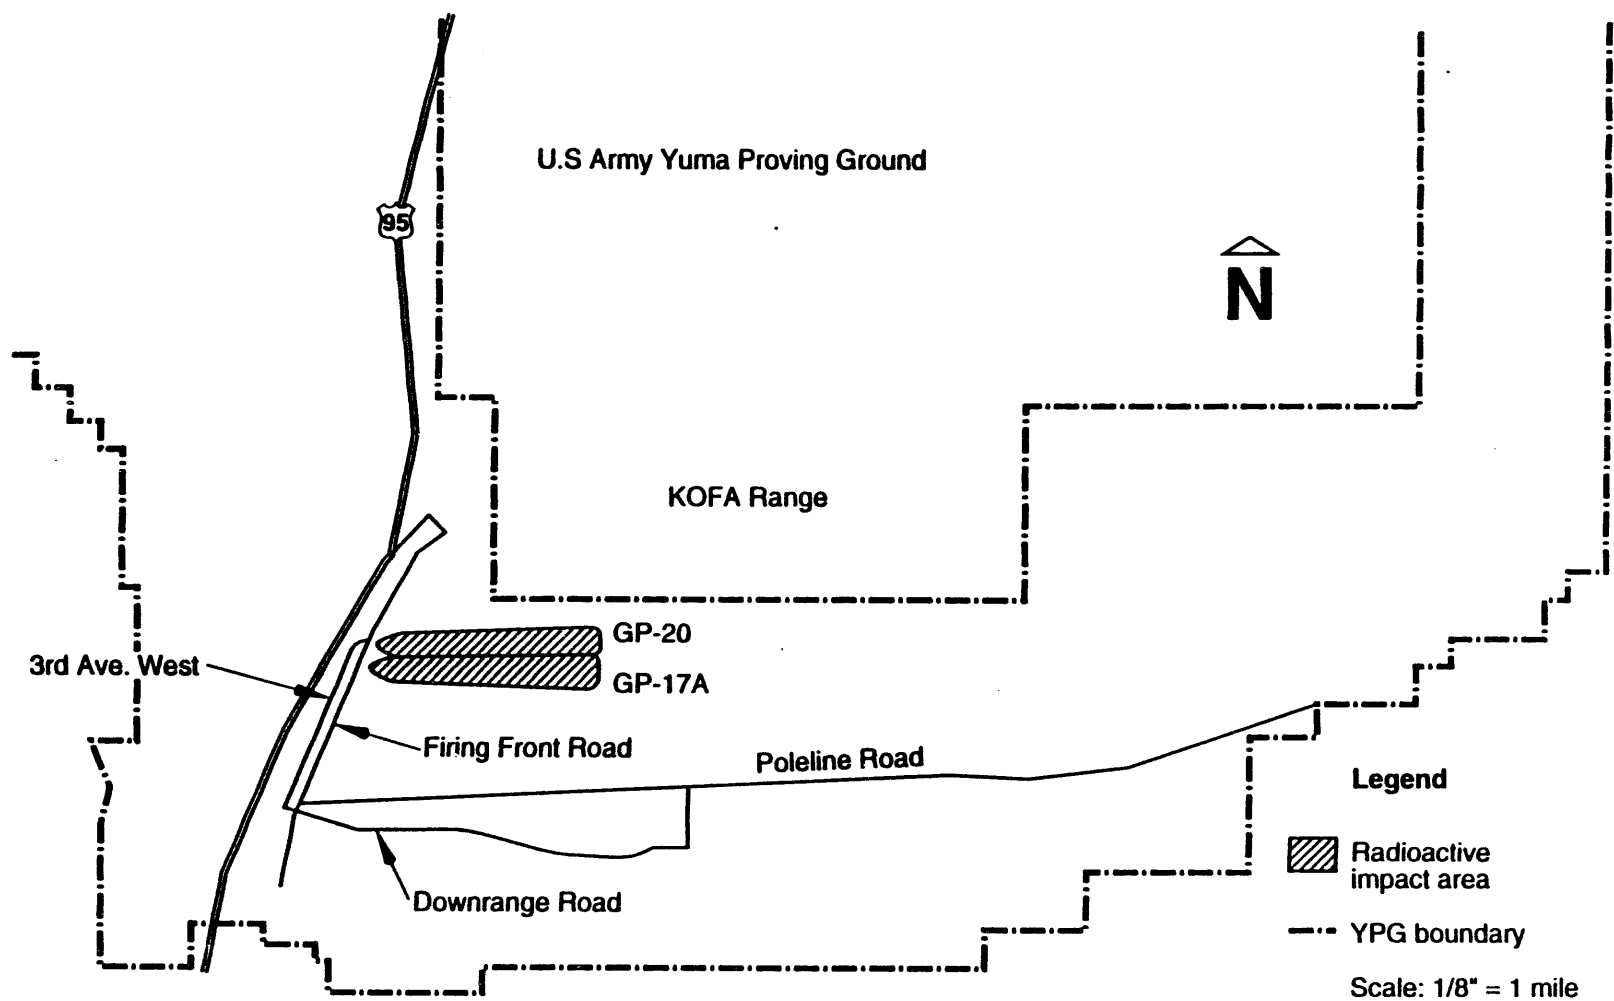 U.S Army Yuma Proving Ground
95
N
KOFA Range
GP-20
3rd Ave. West
GP-17A
Firing Front Road
Poleline Road
Legend
Radioactive
impact area
Downrange Road
YPG boundary
Scale: 1/8" = 1 mile